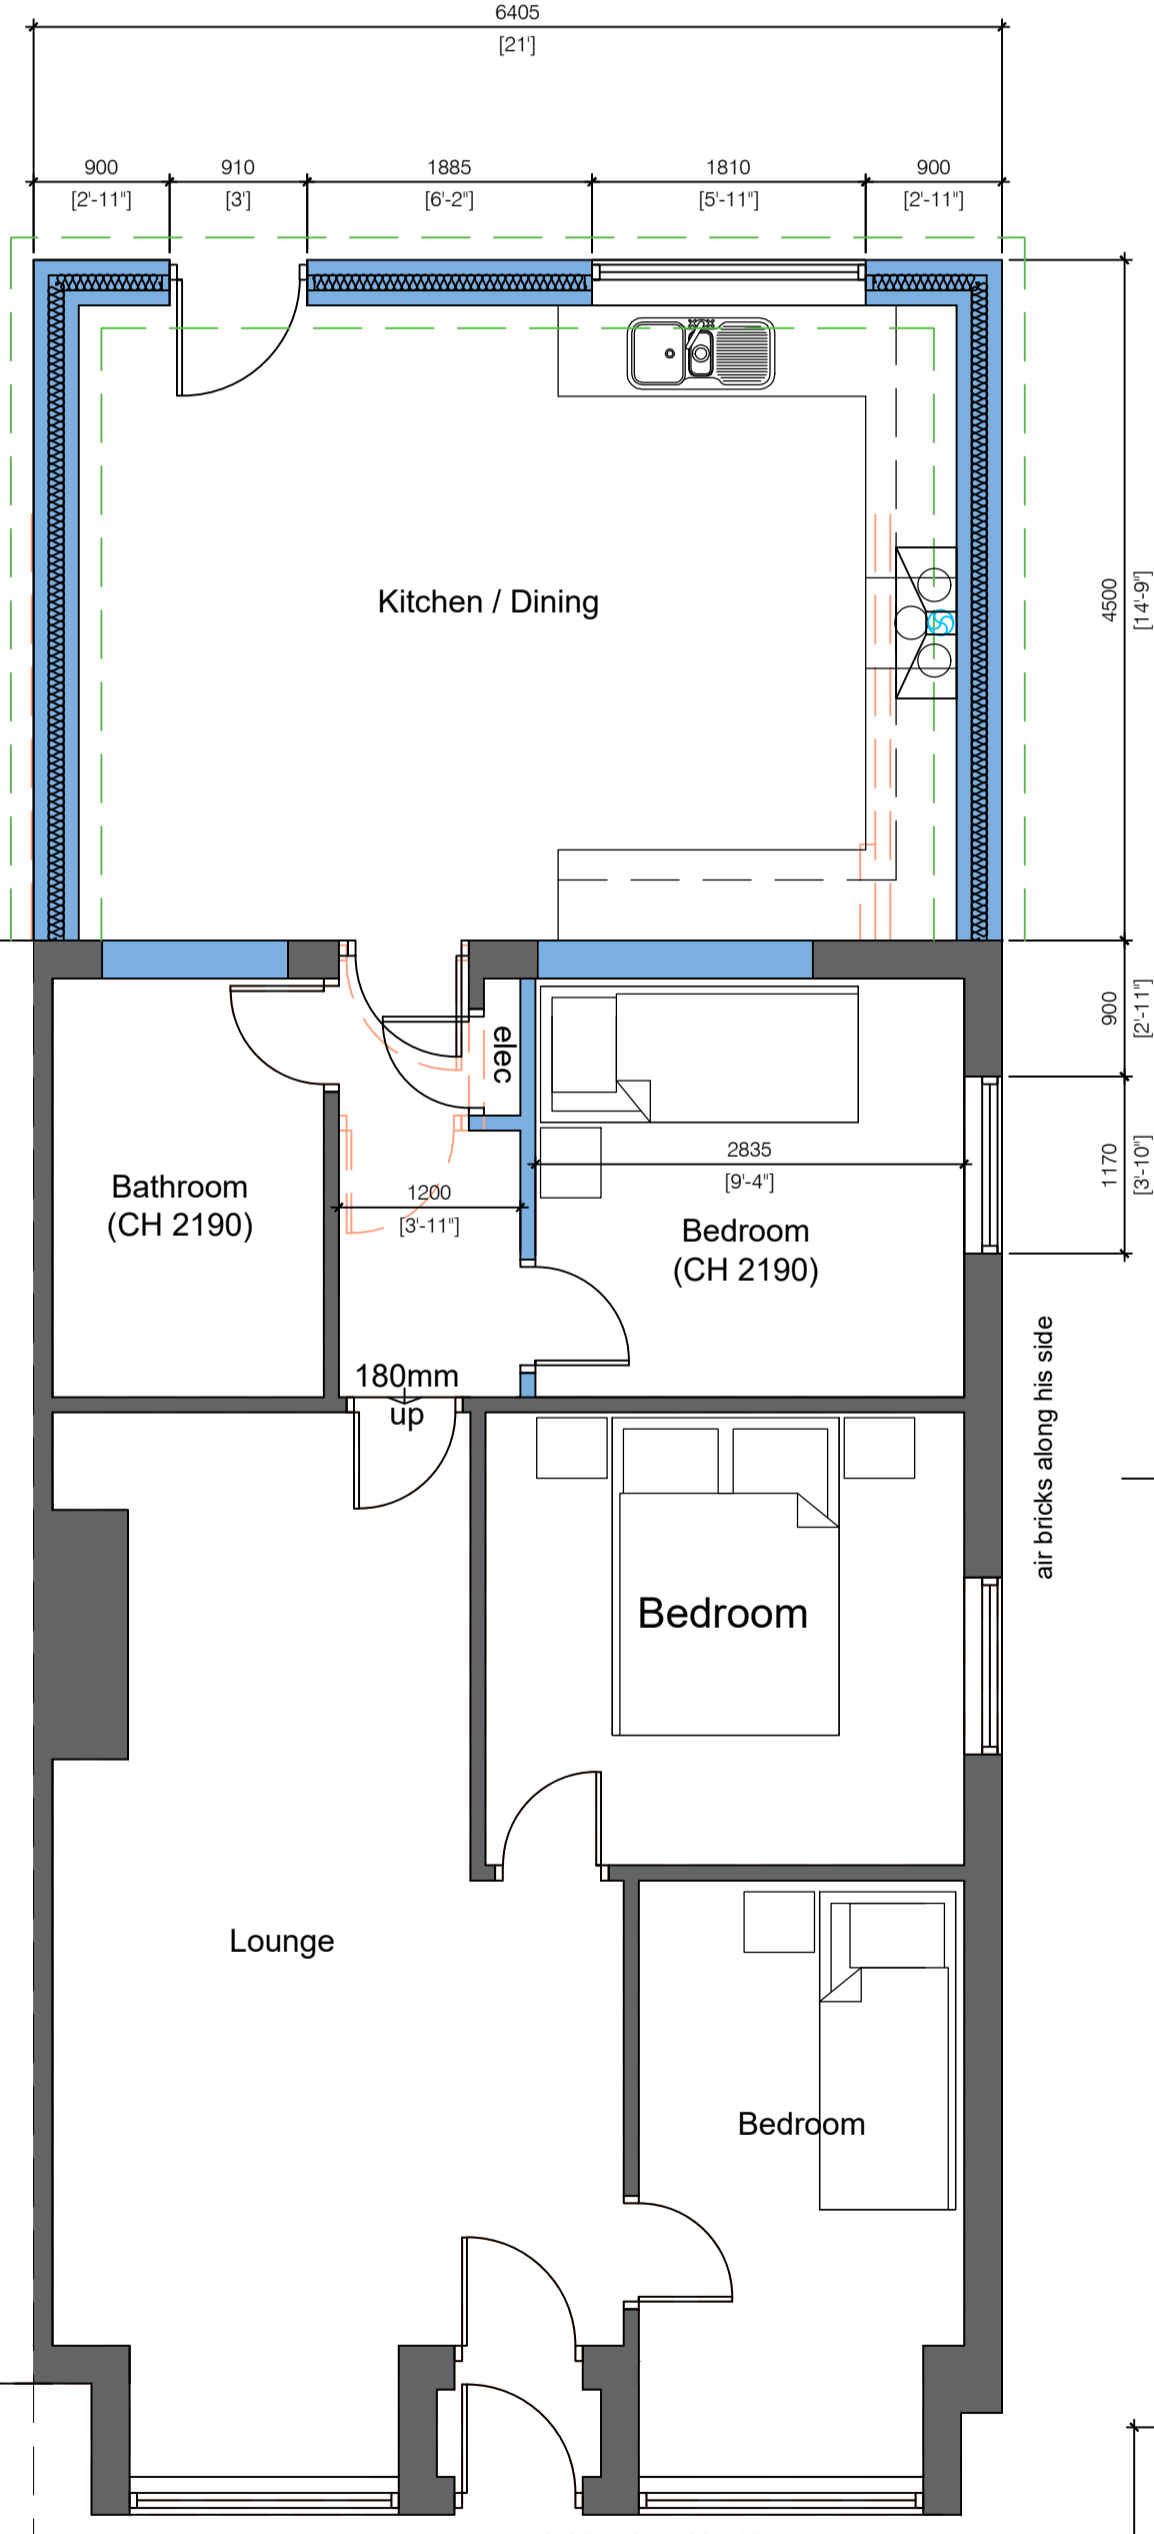 6405
[21']
900
910
1885
1810
900
[2'-11"]
[3']
[6'-2"]
[5'-11"]
[2'-11"]
Kitchen / Dining
4500
[14'-9"]
900
[2'-11"]
elec
1170
[3'-10"]
2835
[9'-4"]
Bathroom
(CH 2190)
1200
[3'-11"]
Bedroom
(CH 2190)
180mm
up
air bricks along his side
Bedroom
Lounge
Bedroom